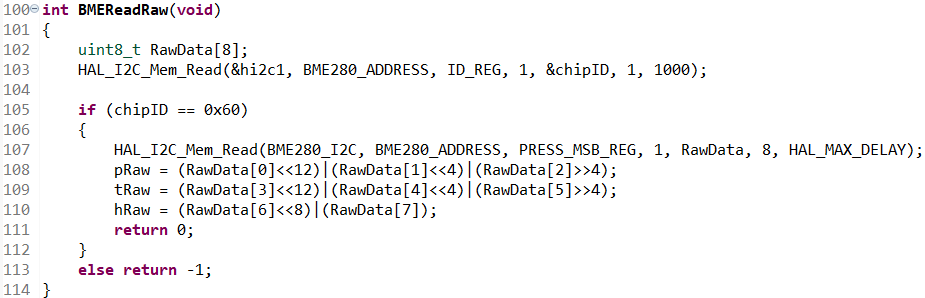 100 int BMEReadRaw(void)
101 {
102     uint8_t RawData[8];
103     HAL_I2C_Mem_Read(&hi2c1, BME280_ADDRESS, ID_REG, 1, &chipID, 1, 1000);
104
105     if (chipID == 0x60)
106     {
107         HAL_I2C_Mem_Read(BME280_I2C, BME280_ADDRESS, PRESS_MSB_REG, 1, RawData, 8, HAL_MAX_DELAY);
108         pRaw = (RawData[0]<<12)|(RawData[1]<<4)|(RawData[2]>>4);
109         tRaw = (RawData[3]<<12)|(RawData[4]<<4)|(RawData[5]>>4);
110         hRaw = (RawData[6]<<8)|(RawData[7]);
111         return 0;
112     }
113     else return -1;
114 }